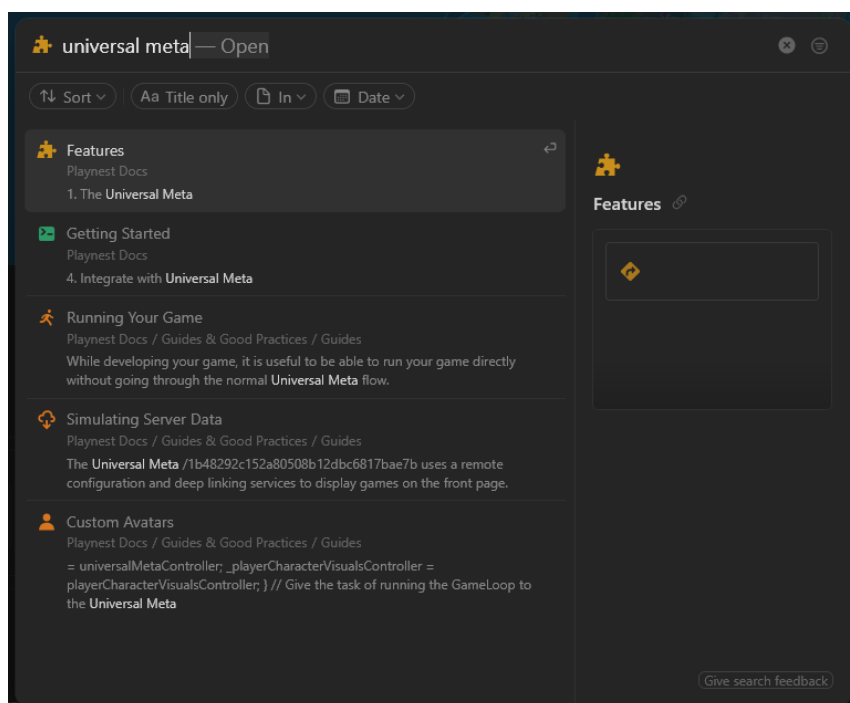 universal meta — Open
Sort
Aa Title only
In
Date
Features
Playnest Docs
1. The Universal Meta
Getting Started
Playnest Docs
4. Integrate with Universal Meta
Running Your Game
Playnest Docs / Guides & Good Practices / Guides
While developing your game, it is useful to be able to run your game directly
without going through the normal Universal Meta flow.
Simulating Server Data
Playnest Docs / Guides & Good Practices / Guides
The Universal Meta /1b48292c152a80508b12dbc6817bae7b uses a remote
configuration and deep linking services to display games on the front page.
Custom Avatars
Playnest Docs / Guides & Good Practices / Guides
= universalMetaController; _playerCharacterVisualsController =
playerCharacterVisualsController; } // Give the task of running the GameLoop to
the Universal Meta
Features
Give search feedback